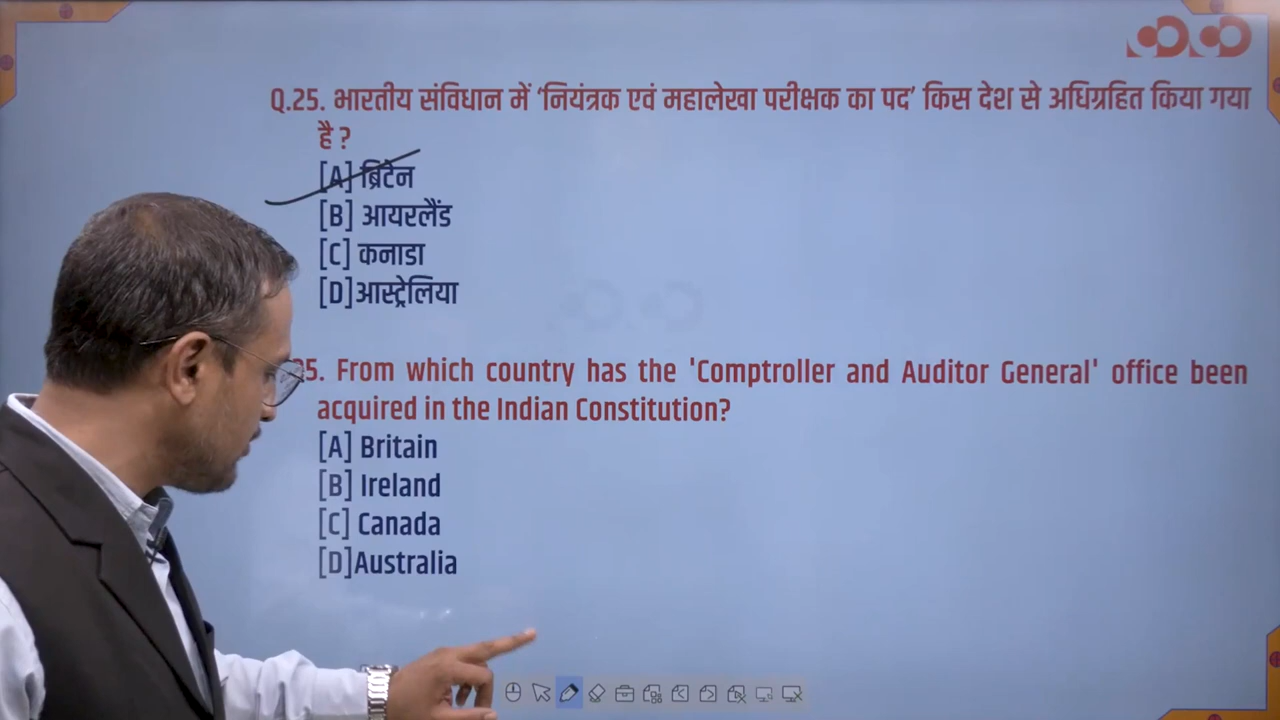 Q.25. भारतीय संविधान में ‘नियंत्रक एवं महालेखा परीक्षक का पद’ किस देश से अधिग्रहित किया गया
है ?
[A] ब्रिटेन
[B] आयरलैंड
[C] कनाडा
[D]आस्ट्रेलिया
5. From which country has the 'Comptroller and Auditor General' office been
acquired in the Indian Constitution?
[A] Britain
[B] Ireland
[C] Canada
[D]Australia